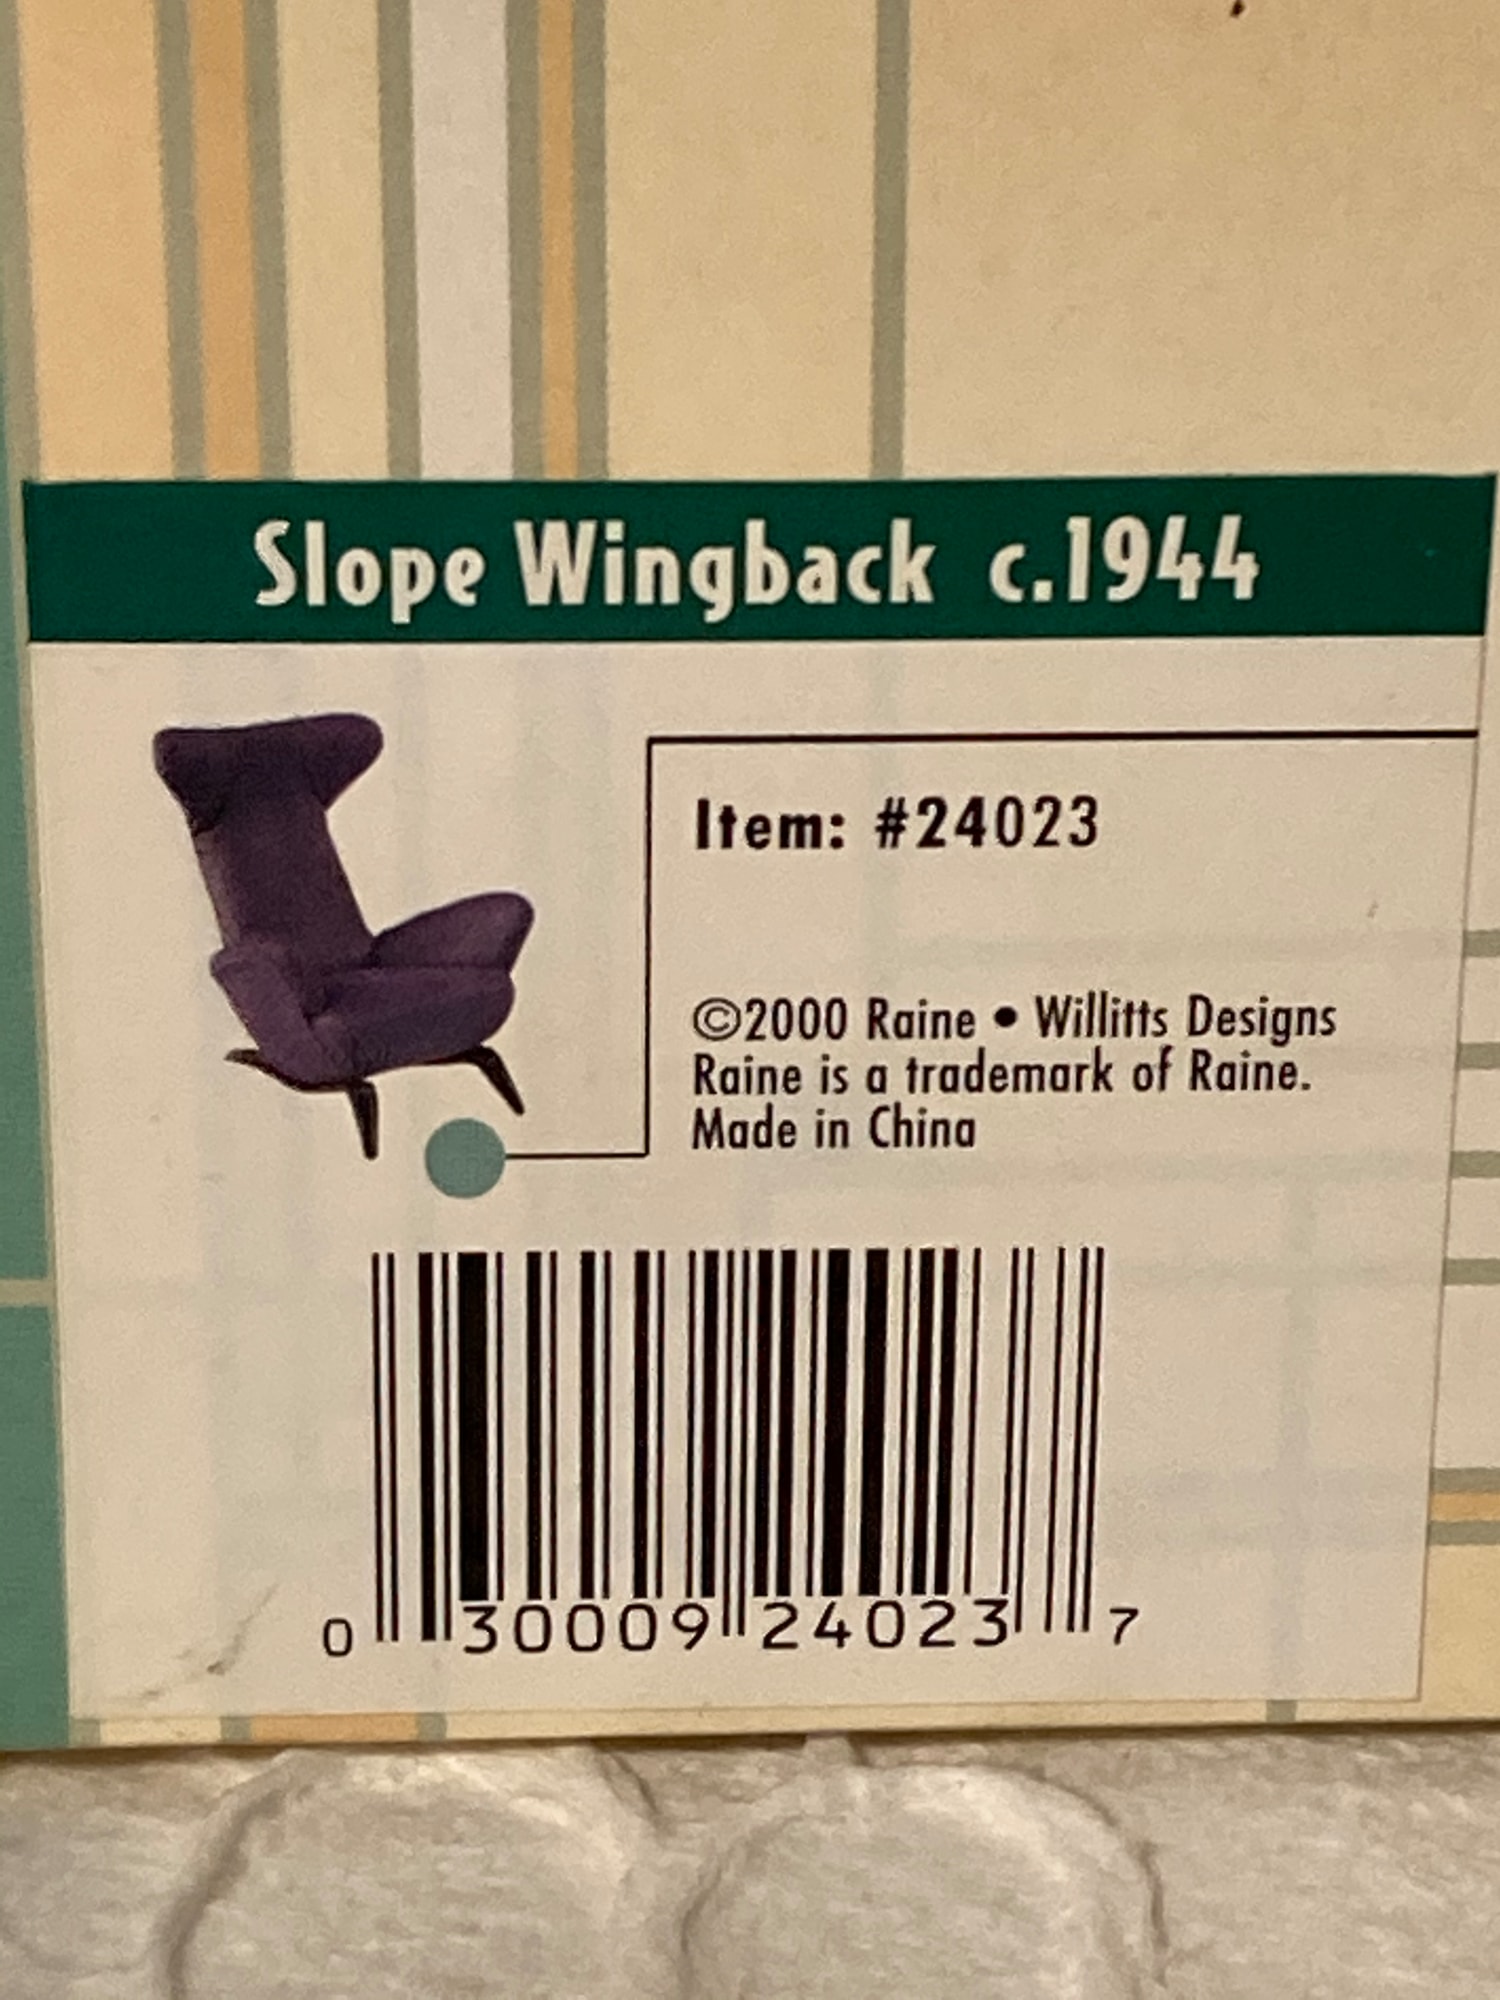 Slope Wingback c.1944
Item: #24023
©2000 Raine • Willitts Designs
Raine is a trademark of Raine.
Made in China
0 30009 24023 7